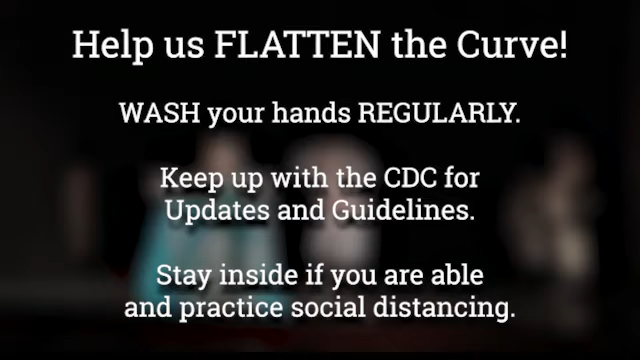 Help us FLATTEN the Curve!
WASH your hands REGULARLY.
Keep up with the CDC for
Updates and Guidelines.
Stay inside if you are able
and practice social distancing.